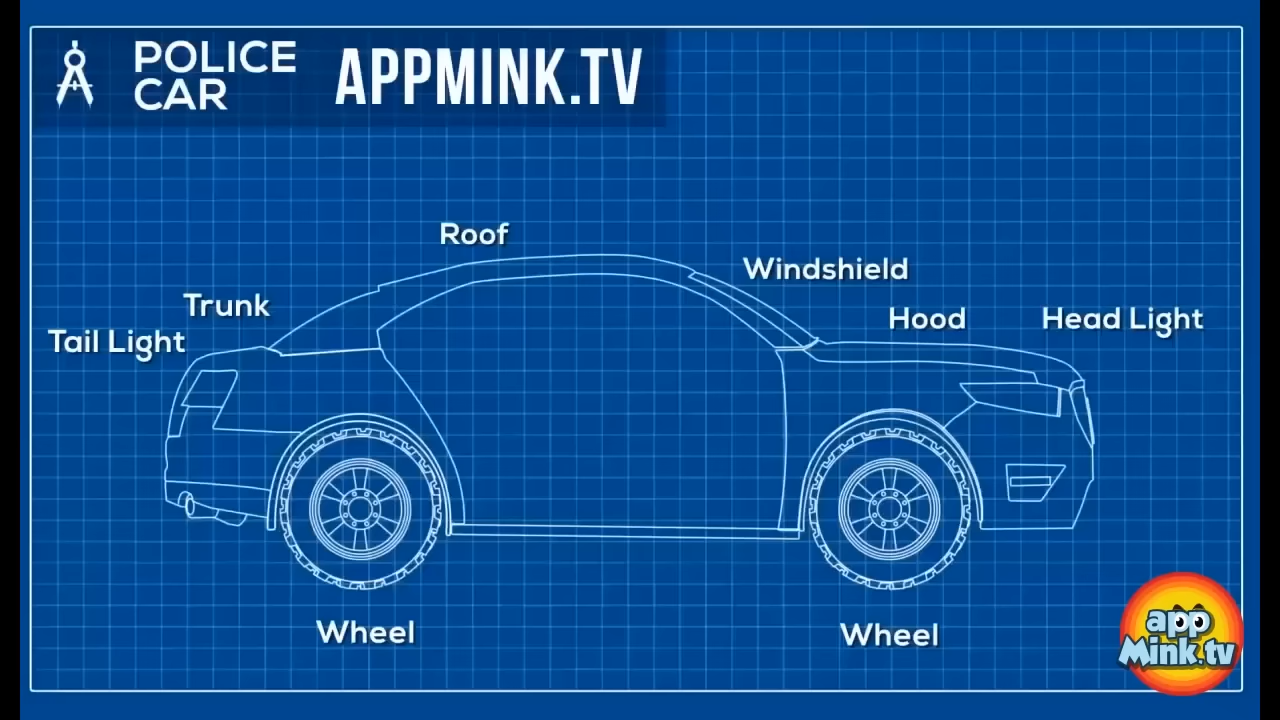 POLICE
CAR
APPMINK.TV
Roof
Windshield
Trunk
Hood
Head Light
Tail Light
Wheel
Wheel
app
Mink.tv